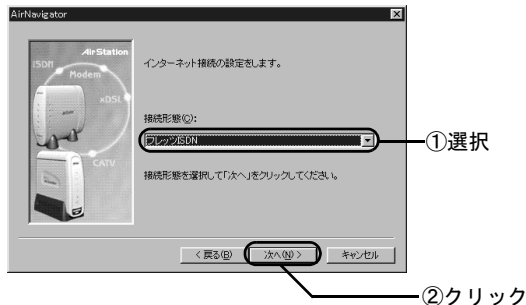 AirNavigator
AirStation
ISDN
Modem
xDSL
CATV
インターネット接続の設定をします。
接続形態(C):
フレッツISDN
①選択
接続形態を選択して「次へ」をクリックしてください。
< 戻る(B)
次へ(N) >
キャンセル
②クリック